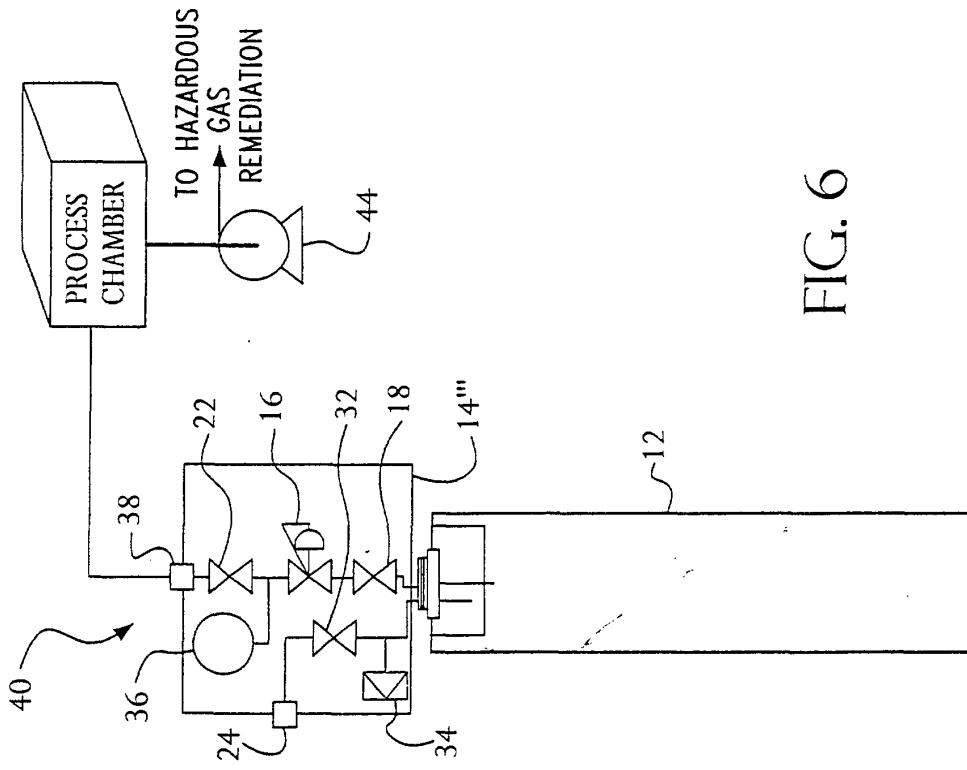 PROCESS
CHAMBER
TO HAZARDOUS
GAS
REMEDIATION
44
40
38
22
36
16
32
24
18
34
14'''
12
FIG. 6